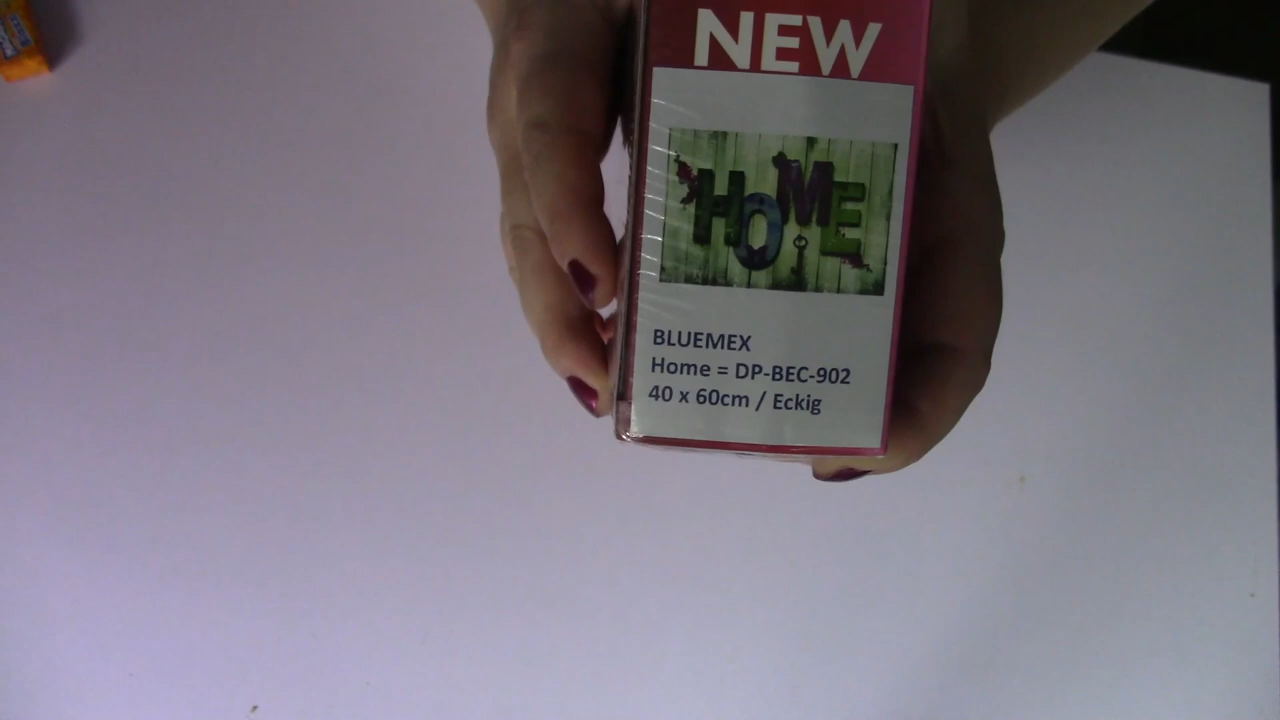 NEW
HOME
BLUEMEX
Home = DP-BEC-902
40 x 60cm / Eckig